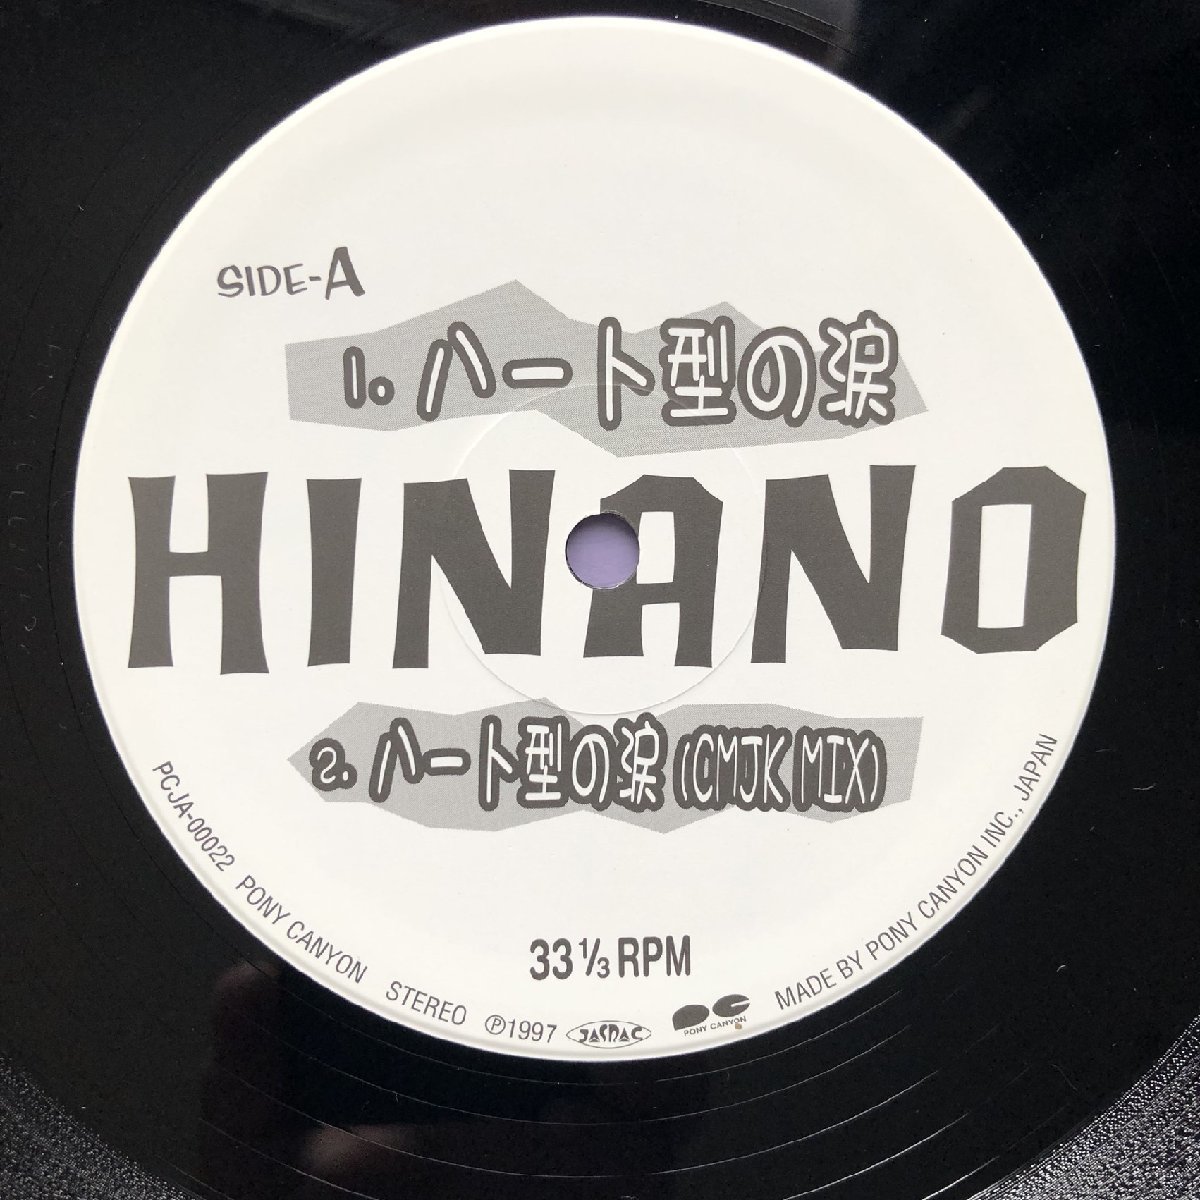 SIDE-A
1. ハート型の涙
HINANO
2. ハート型の涙 (CMJK MIX)
33 1/3 RPM
PCJA-00022 PONY CANYON STEREO ℗1997 JASRAC PONY CANYON MADE BY PONY CANYON INC., JAPAN